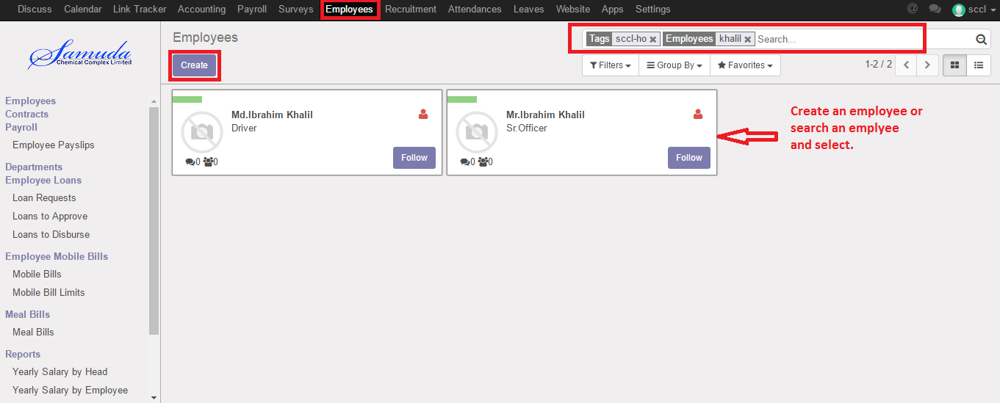 Discuss Calendar Link Tracker Accounting Payroll Surveys Employees Recruitment Attendances Leaves Website Apps Settings @ sccl
Samuda
Chemical Complex Limited
Employees
Tags sccl-ho Employees khalil Search...
Create
Filters Group By Favorites 1-2 / 2
Employees
Contracts
Payroll
Employee Payslips
Departments
Employee Loans
Loan Requests
Loans to Approve
Loans to Disburse
Employee Mobile Bills
Mobile Bills
Mobile Bill Limits
Meal Bills
Meal Bills
Reports
Yearly Salary by Head
Yearly Salary by Employee
Md.Ibrahim Khalil
Driver
0 0
Follow
Mr.Ibrahim Khalil
Sr.Officer
0 0
Follow
Create an employee or
search an emplyee
and select.